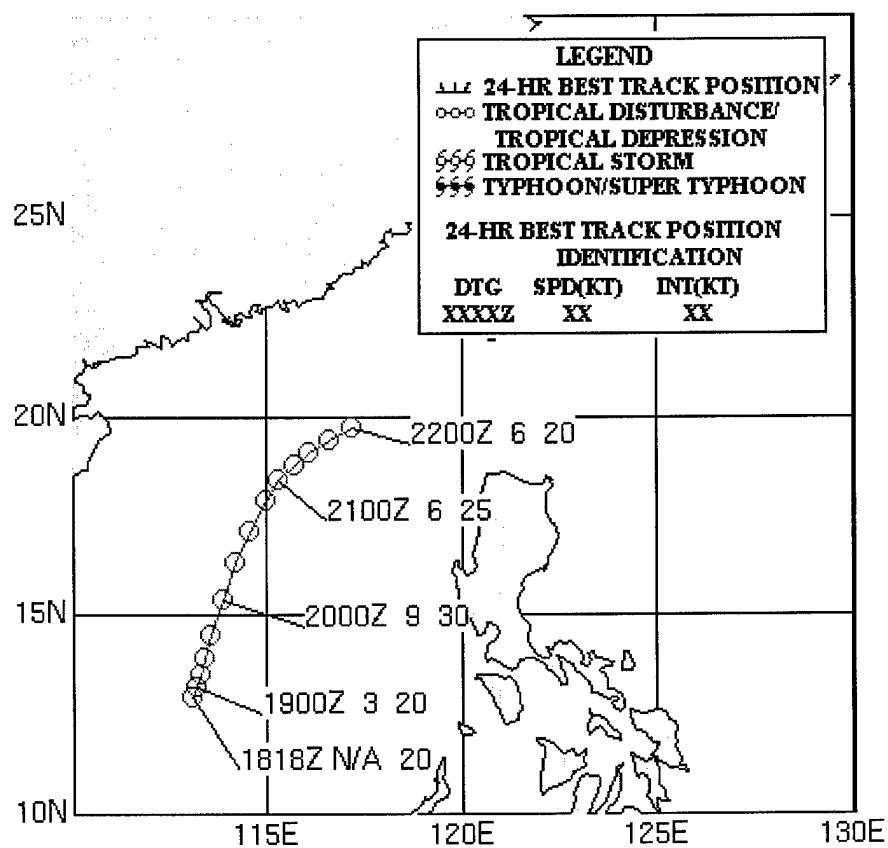 LEGEND
24-HR BEST TRACK POSITION
TROPICAL DISTURBANCE/
TROPICAL DEPRESSION
TROPICAL STORM
TYPHOON/SUPER TYPHOON
24-HR BEST TRACK POSITION
IDENTIFICATION
DTG SPD(KT) INT(KT)
XXXXZ XX XX
25N
20N
2200Z 6 20
2100Z 6 25
15N
2000Z 9 30
1900Z 3 20
1818Z N/A 20
10N
115E 120E 125E 130E